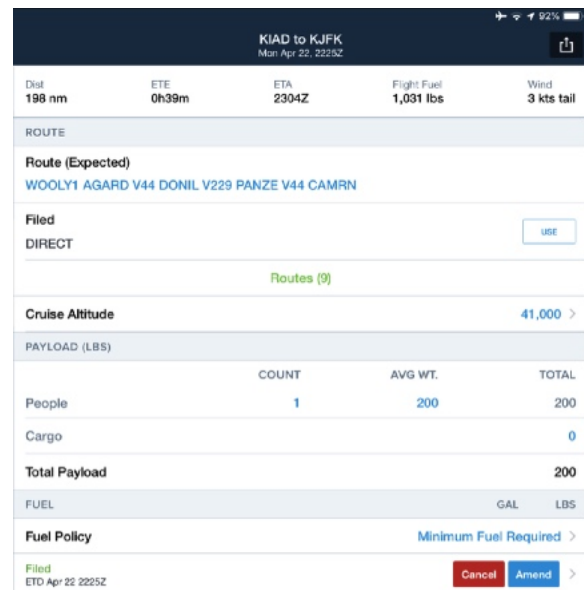 92%
KIAD to KJFK
Mon Apr 22, 2225Z
Dist ETE ETA Flight Fuel Wind
198 nm 0h39m 2304Z 1,031 lbs 3 kts tail
ROUTE
Route (Expected)
WOOLY1 AGARD V44 DONIL V229 PANZE V44 CAMRN
Filed
DIRECT
USE
Routes (9)
Cruise Altitude 41,000 >
PAYLOAD (LBS)
COUNT AVG WT. TOTAL
People 1 200 200
Cargo 0
Total Payload 200
FUEL GAL LBS
Fuel Policy Minimum Fuel Required >
Filed
ETD Apr 22 2225Z
Cancel Amend >